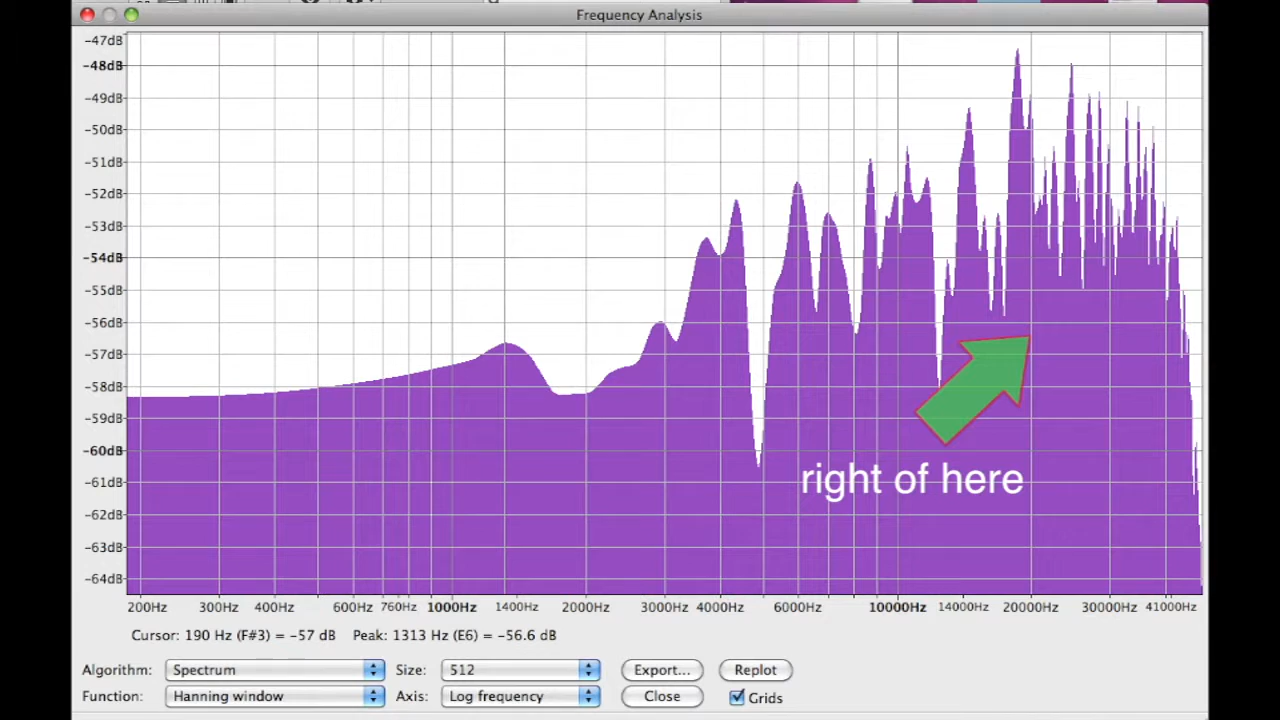 Frequency Analysis
-47dB
-48dB
-49dB
-50dB
-51dB
-52dB
-53dB
-54dB
-55dB
-56dB
-57dB
-58dB
-59dB
-60dB
-61dB
-62dB
-63dB
-64dB
right of here
200Hz 300Hz 400Hz 600Hz 760Hz 1000Hz 1400Hz 2000Hz 3000Hz 4000Hz 6000Hz 10000Hz 14000Hz 20000Hz 30000Hz 41000Hz
Cursor: 190 Hz (F#3) = -57 dB Peak: 1313 Hz (E6) = -56.6 dB
Algorithm: Spectrum Size: 512 Export... Replot
Function: Hanning window Axis: Log frequency Close Grids